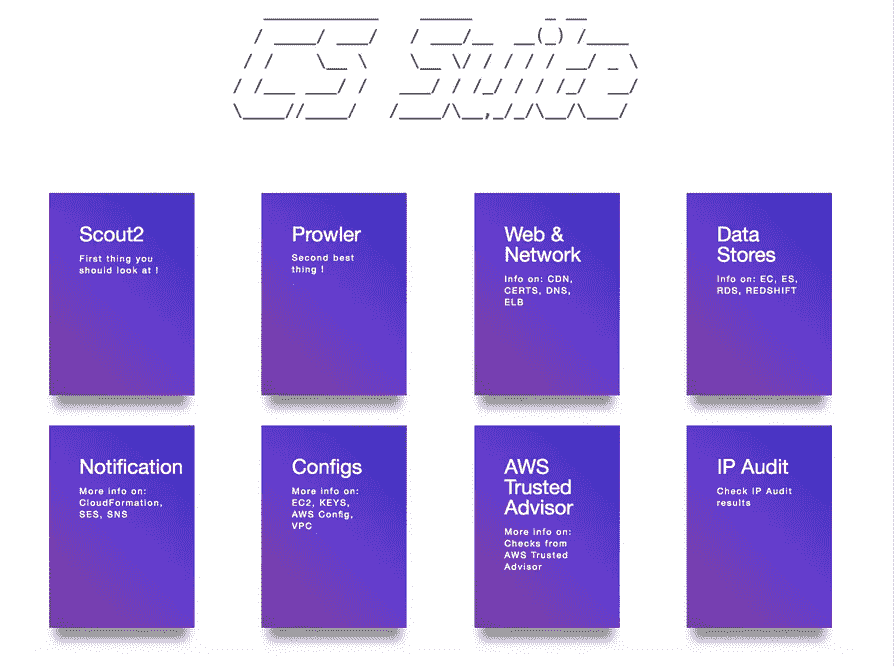 CS Suite
Scout2
First thing you
should look at !
Prowler
Second best
thing !
Web &
Network
Info on: CDN,
CERTS, DNS,
ELB
Data
Stores
Info on: EC, ES,
RDS, REDSHIFT
Notification
More info on:
CloudFormation,
SES, SNS
Configs
More info on:
EC2, KEYS,
AWS Config,
VPC
AWS
Trusted
Advisor
More info on:
Checks from
AWS Trusted
Advisor
IP Audit
Check IP Audit
results